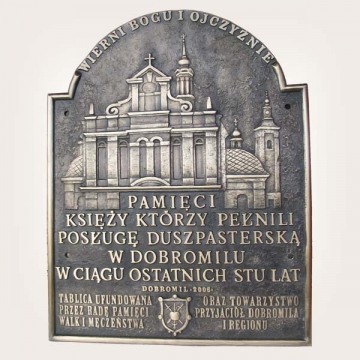 WIERNI BOGU I OJCZYŹNIE
PAMIĘCI
KSIĘŻY KTÓRZY PEŁNILI
POSŁUGĘ DUSZPASTERSKĄ
W DOBROMILU
W CIĄGU OSTATNICH STU LAT
DOBROMIL - 2006 -
TABLICA UFUNDOWANA
PRZEZ RADĘ PAMIĘCI
WALK I MĘCZEŃSTWA
ORAZ TOWARZYSTWO
PRZYJACIÓŁ DOBROMILA
I REGIONU